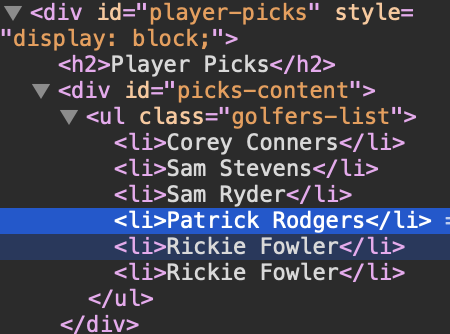 ▼<div id="player-picks" style=
"display: block;">
<h2>Player Picks</h2>
▼<div id="picks-content">
▼<ul class="golfers-list">
<li>Corey Conners</li>
<li>Sam Stevens</li>
<li>Sam Ryder</li>
<li>Patrick Rodgers</li> =
<li>Rickie Fowler</li>
<li>Rickie Fowler</li>
</ul>
</div>